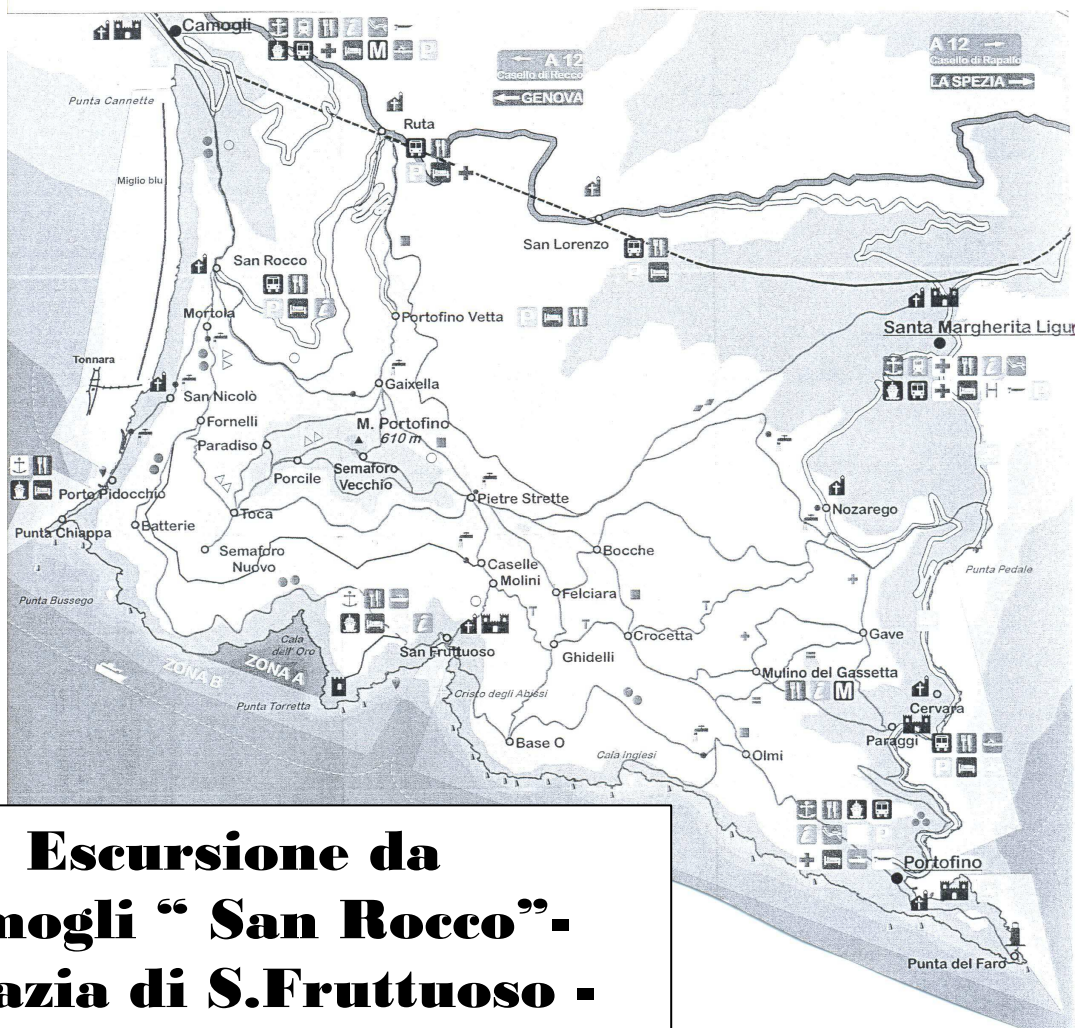 Camogli
M
P
A 12
Casello di Recco
GENOVA
A 12
Casello di Rapallo
LA SPEZIA
Punta Cannette
Ruta
P
Miglio blu
San Lorenzo
P
San Rocco
P
Mortola
Portofino Vetta
P
Santa Margherita Ligur
H
Tonnara
San Nicolò
Gaixella
Fornelli
M. Portofino
610 m
Paradiso
Porcile
Semaforo
Vecchio
Porto Pidocchio
Pietre Strette
Nozarego
Punta Chiappa
Batterie
Toca
Semaforo
Nuovo
Bocche
Caselle
Molini
Punta Pedale
Felciara
Punta Bussego
T
T
T
Crocetta
Gave
Cala
dell' Oro
San Fruttuoso
Ghidelli
ZONA B
ZONA A
Mulino del Gassetta
M
Cristo degli Abissi
Punta Torretta
Cervara
Paraggi
P
Base O
Cala inglesi
Olmi
P
Portofino
Punta del Faro
Escursione da
mogli “ San Rocco”-
azia di S.Fruttuoso -